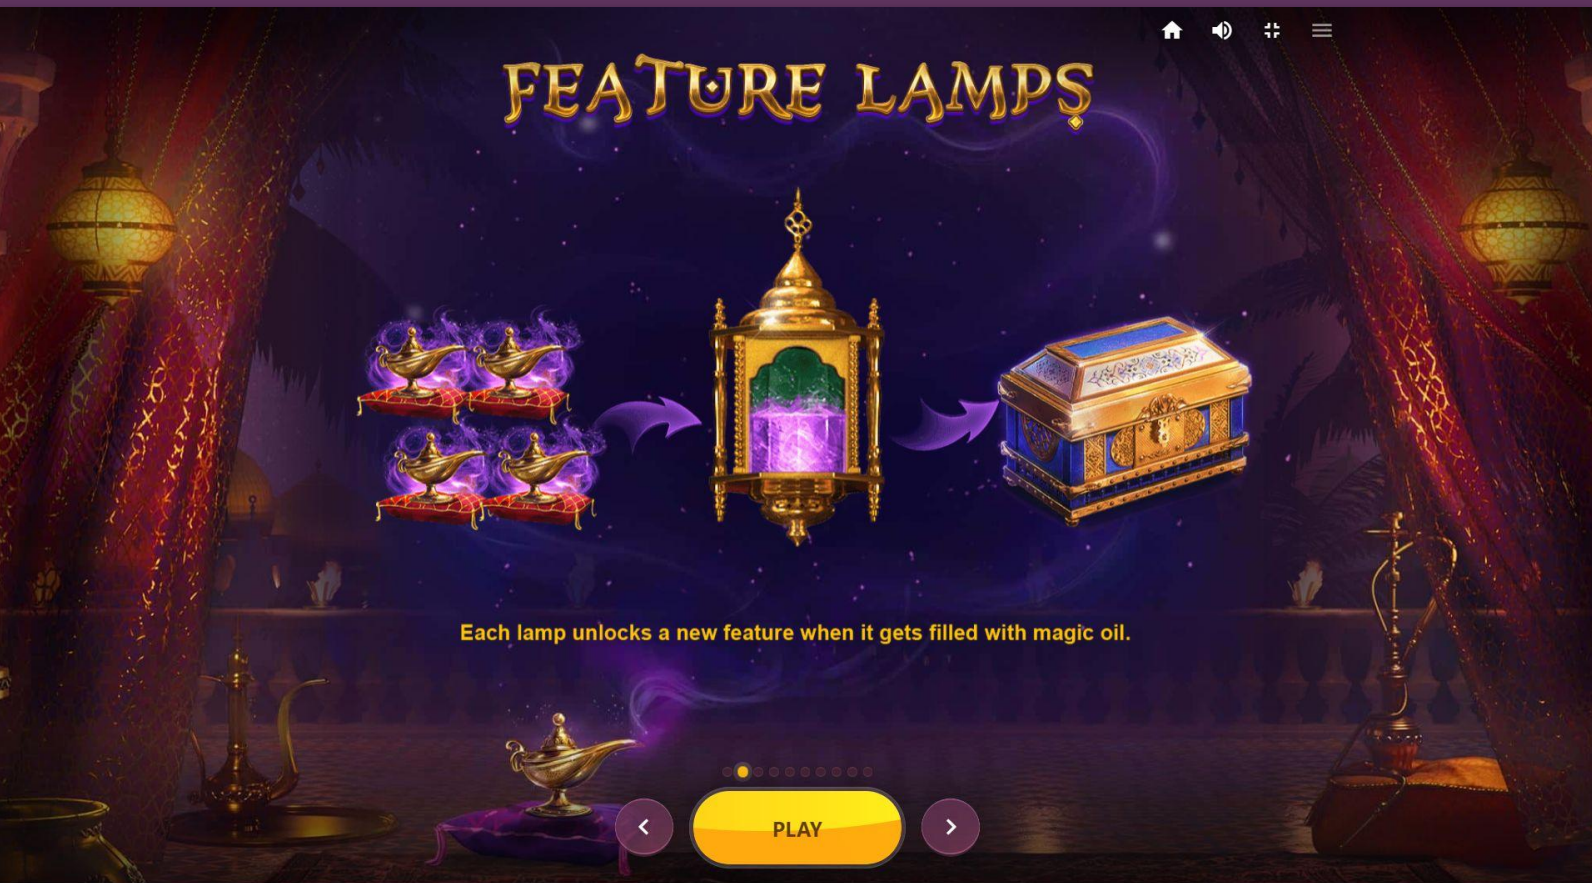 FEATURE LAMPS
Each lamp unlocks a new feature when it gets filled with magic oil.
PLAY